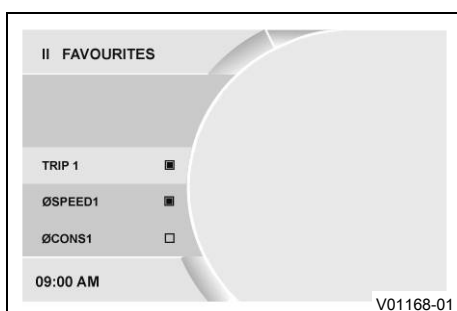 II FAVOURITES
TRIP 1
ØSPEED1
ØCONS1
09:00 AM
V01168-01